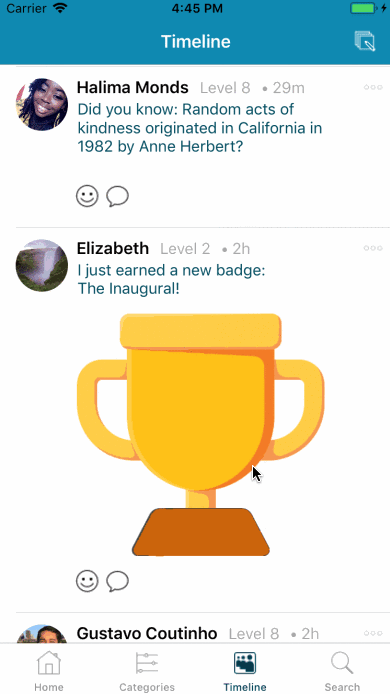 Carrier 4:45 PM
Timeline
Halima Monds Level 8 • 29m
Did you know: Random acts of
kindness originated in California in
1982 by Anne Herbert?
Elizabeth Level 2 • 2h
I just earned a new badge:
The Inaugural!
Gustavo Coutinho Level 8 • 2h
Home Categories Timeline Search